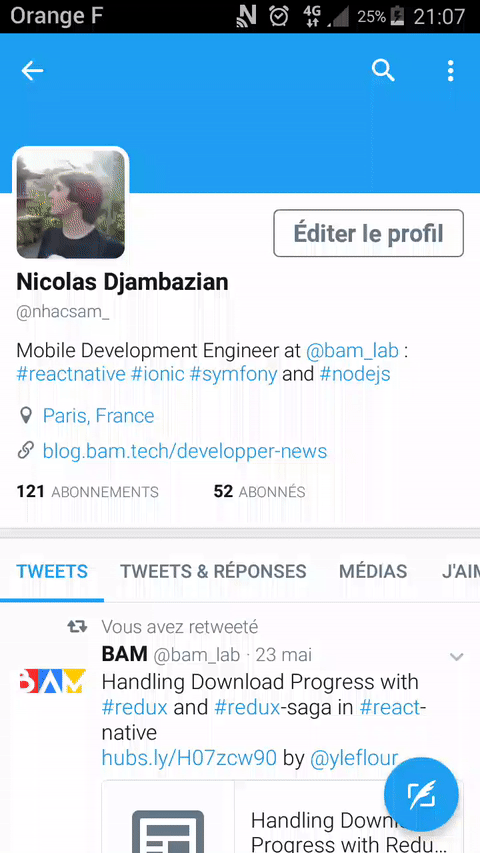 Orange F 4G 25% 21:07
Éditer le profil
Nicolas Djambazian
@nhacsam_
Mobile Development Engineer at @bam_lab :
#reactnative #ionic #symfony and #nodejs
Paris, France
blog.bam.tech/developper-news
121 ABONNEMENTS 52 ABONNÉS
TWEETS TWEETS & RÉPONSES MÉDIAS J'AIM
Vous avez retweeté
BAM @bam_lab · 23 mai
BAM
Handling Download Progress with
#redux and #redux-saga in #react-
native
hubs.ly/H07zcw90 by @yleflour
Handling Downl
Progress with Redu...